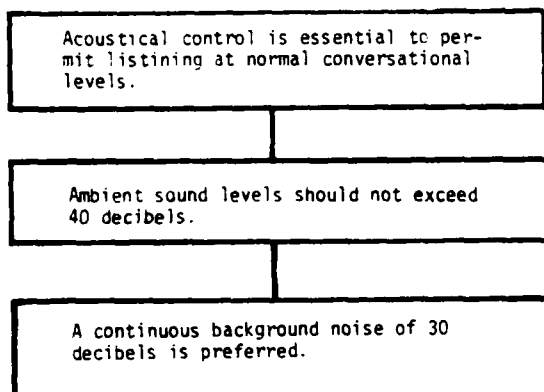 Acoustical control is essential to per-
mit listining at normal conversational
levels.
Ambient sound levels should not exceed
40 decibels.
A continuous background noise of 30
decibels is preferred.